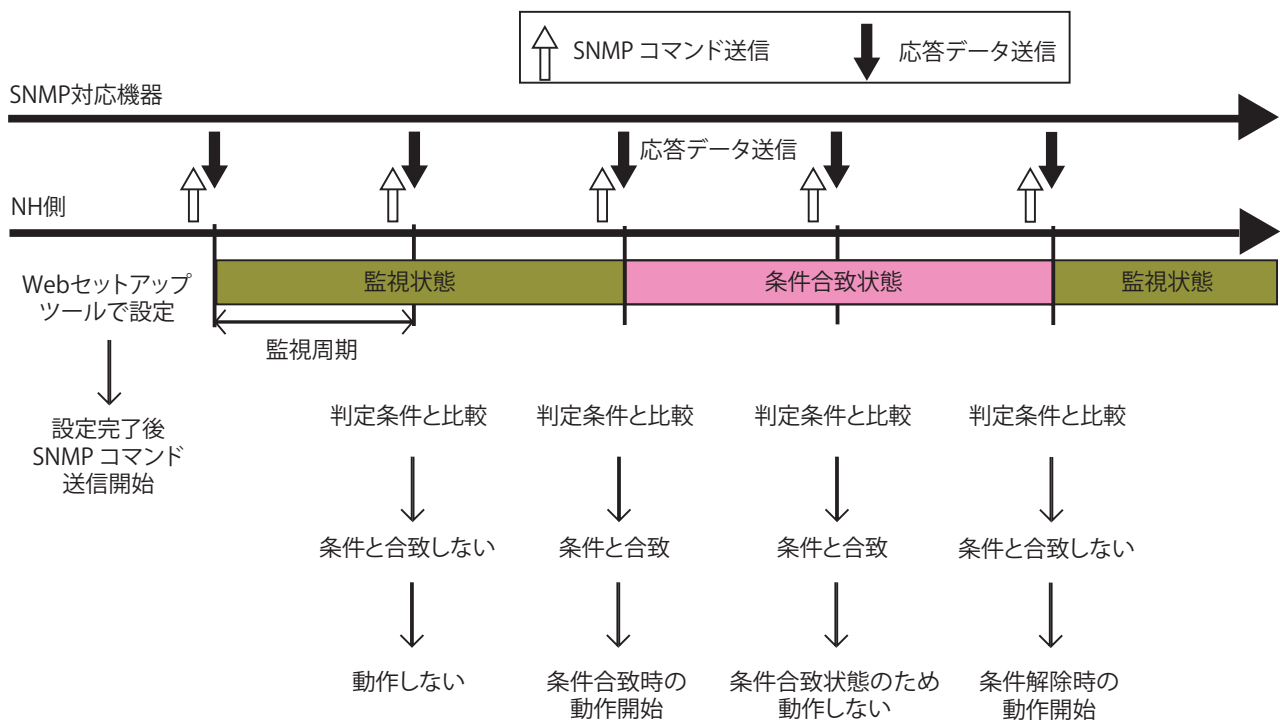 SNMP コマンド送信
応答データ送信
SNMP対応機器
応答データ送信
NH側
監視状態
条件合致状態
監視状態
Webセットアップ
ツールで設定
監視周期
設定完了後
SNMP コマンド
送信開始
判定条件と比較
判定条件と比較
判定条件と比較
判定条件と比較
条件と合致しない
条件と合致
条件と合致
条件と合致しない
動作しない
条件合致時の
動作開始
条件合致状態のため
動作しない
条件解除時の
動作開始